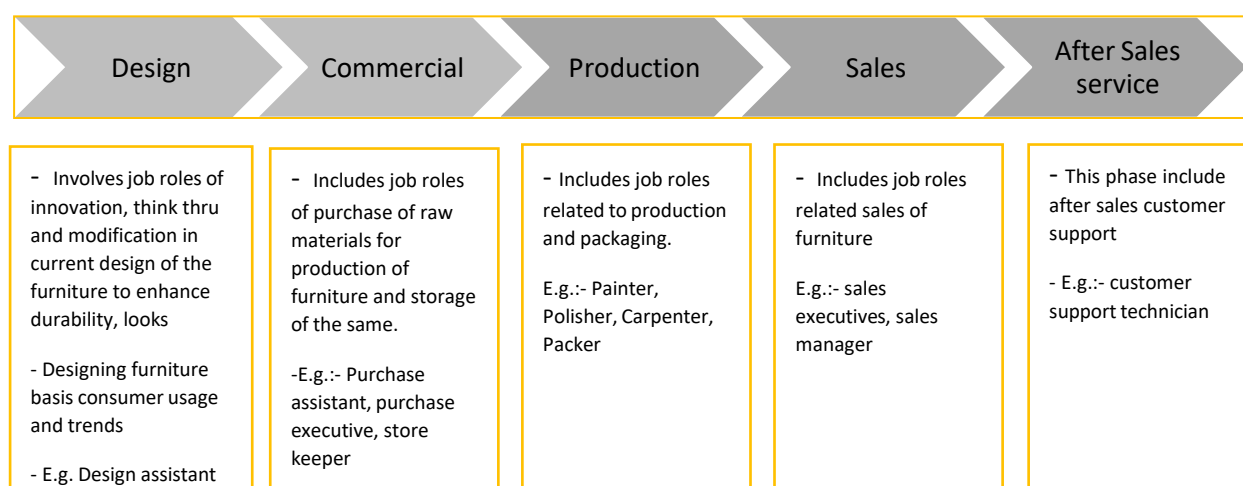 Design
Commercial
Production
Sales
After Sales
service
- Involves job roles of
innovation, think thru
and modification in
current design of the
furniture to enhance
durability, looks
- Designing furniture
basis consumer usage
and trends
- E.g. Design assistant
- Includes job roles
of purchase of raw
materials for
production of
furniture and storage
of the same.
-E.g.:- Purchase
assistant, purchase
executive, store
keeper
- Includes job roles
related to production
and packaging.
E.g.:- Painter,
Polisher, Carpenter,
Packer
- Includes job roles
related sales of
furniture
E.g.:- sales
executives, sales
manager
- This phase include
after sales customer
support
- E.g.:- customer
support technician